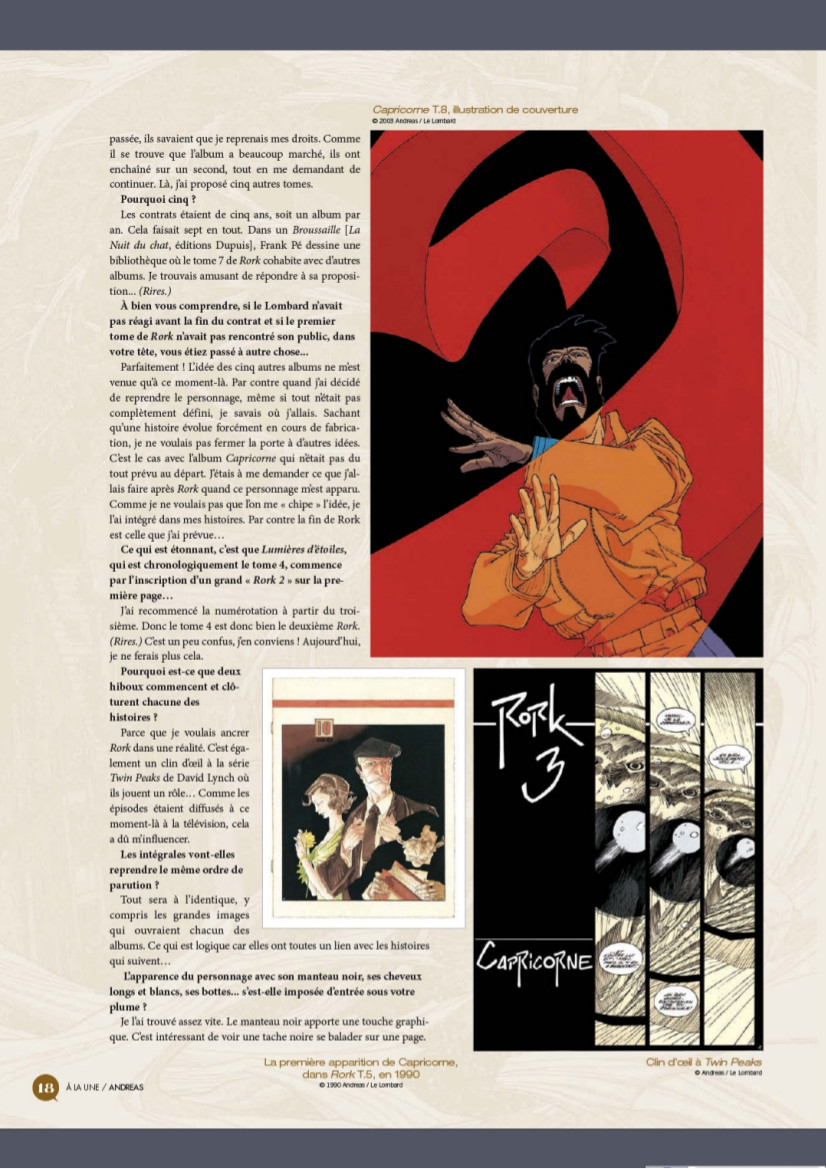 Capricorne T.8, illustration de couverture
© 2003 Andreas / Le Lombard
passée, ils savaient que je reprenais mes droits. Comme
il se trouve que l'album a beaucoup marché, ils ont
enchaîné sur un second, tout en me demandant de
continuer. Là, j'ai proposé cinq autres tomes.
Pourquoi cinq ?
Les contrats étaient de cinq ans, soit un album par
an. Cela faisait sept en tout. Dans un Broussaille [La
Nuit du chat, éditions Dupuis], Frank Pé dessine une
bibliothèque où le tome 7 de Rork cohabite avec d'autres
albums. Je trouvais amusant de répondre à sa proposi-
tion... (Rires.)
À bien vous comprendre, si le Lombard n'avait
pas réagi avant la fin du contrat et si le premier
tome de Rork n'avait pas rencontré son public, dans
votre tête, vous étiez passé à autre chose...
Parfaitement ! L'idée des cinq autres albums ne m'est
venue qu'à ce moment-là. Par contre quand j'ai décidé
de reprendre le personnage, même si tout n'était pas
complètement défini, je savais où j'allais. Sachant
qu'une histoire évolue forcément en cours de fabrica-
tion, je ne voulais pas fermer la porte à d'autres idées.
C'est le cas avec l'album Capricorne qui n'était pas du
tout prévu au départ. J'étais à me demander ce que j'al-
lais faire après Rork quand ce personnage m'est apparu.
Comme je ne voulais pas que l'on me « chipe » l'idée, je
l'ai intégré dans mes histoires. Par contre la fin de Rork
est celle que j'ai prévue…
Ce qui est étonnant, c'est que Lumières d'étoiles,
qui est chronologiquement le tome 4, commence
par l'inscription d'un grand « Rork 2 » sur la pre-
mière page…
J'ai recommencé la numérotation à partir du troi-
sième. Donc le tome 4 est donc bien le deuxième Rork.
(Rires.) C'est un peu confus, j'en conviens ! Aujourd'hui,
je ne ferais plus cela.
Pourquoi est-ce que deux
hiboux commencent et clô-
turent chacune des
histoires ?
Parce que je voulais ancrer
Rork dans une réalité. C'est éga-
lement un clin d'œil à la série
Twin Peaks de David Lynch où
ils jouent un rôle… Comme les
épisodes étaient diffusés à ce
moment-là à la télévision, cela
a dû m'influencer.
Les intégrales vont-elles
reprendre le même ordre de
parution ?
Tout sera à l'identique, y
compris les grandes images
qui ouvraient chacun des
albums. Ce qui est logique car elles ont toutes un lien avec les histoires
qui suivent…
L'apparence du personnage avec son manteau noir, ses cheveux
longs et blancs, ses bottes... s'est-elle imposée d'entrée sous votre
plume ?
Je l'ai trouvé assez vite. Le manteau noir apporte une touche graphi-
que. C'est intéressant de voir une tache noire se balader sur une page.
10
RORK
3
CAPRICORNE
La première apparition de Capricorne,
dans Rork T.5, en 1990
© 1990 Andreas / Le Lombard
Clin d'œil à Twin Peaks
© Andreas / Le Lombard
18
À LA UNE / ANDREAS